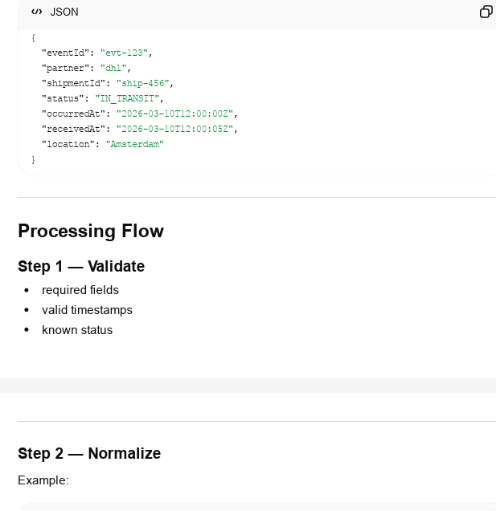 </> JSON
{
"eventId": "evt-123",
"partner": "dhl",
"shipmentId": "ship-456",
"status": "IN_TRANSIT",
"occurredAt": "2026-03-10T12:00:00Z",
"receivedAt": "2026-03-10T12:00:05Z",
"location": "Amsterdam"
}
Processing Flow
Step 1 — Validate
• required fields
• valid timestamps
• known status
Step 2 — Normalize
Example: